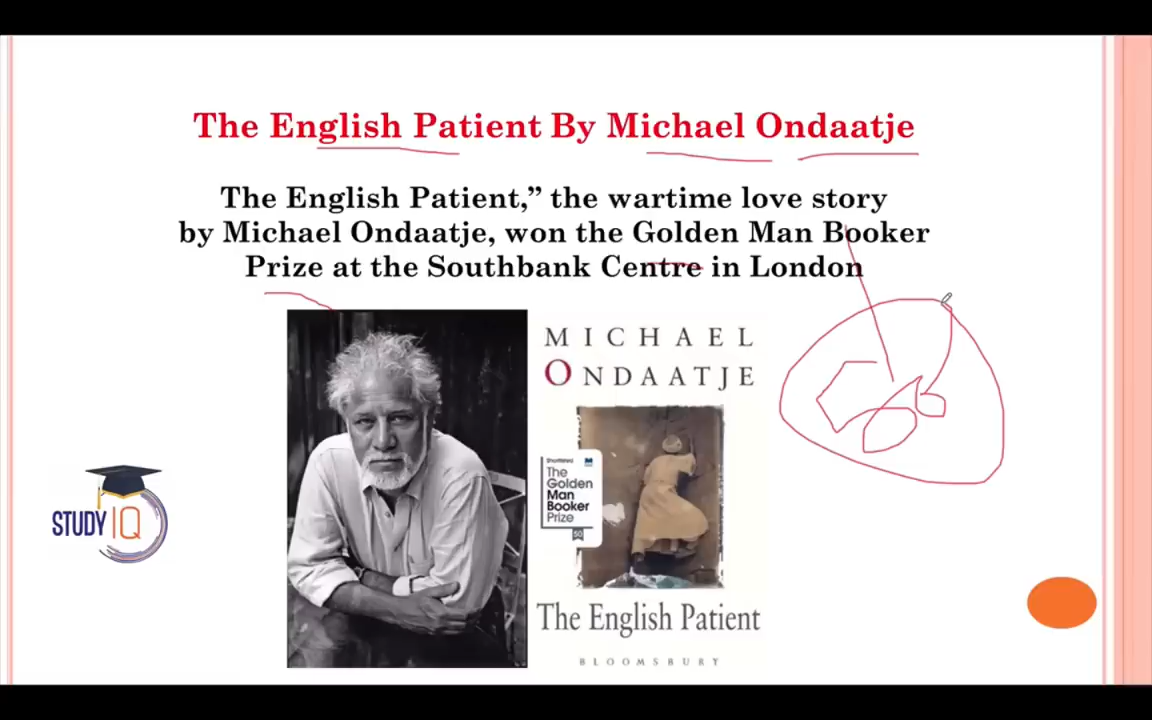 The English Patient By Michael Ondaatje
The English Patient,” the wartime love story
by Michael Ondaatje, won the Golden Man Booker
Prize at the Southbank Centre in London
MICHAEL
ONDAATJE
Shortlisted
The
Golden
Man
Booker
Prize
50
The English Patient
BLOOMSBURY
STUDY IQ